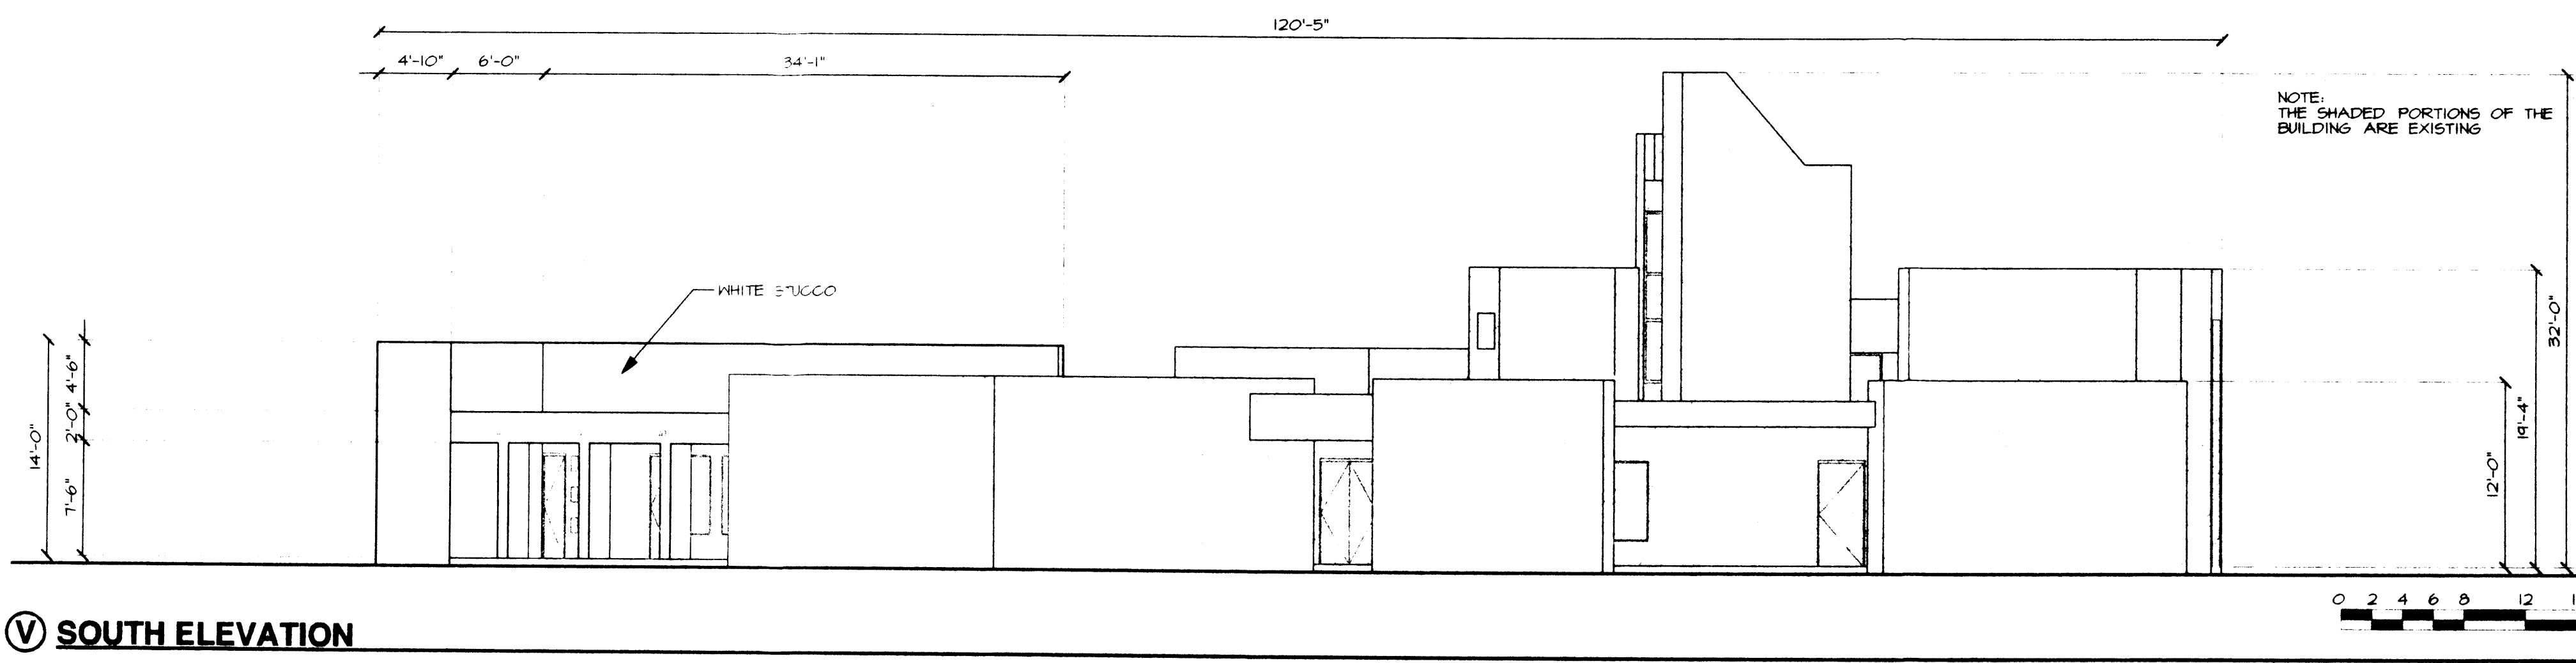 120'-5"
4'-10" 6'-0" 34'-1"
NOTE:
THE SHADED PORTIONS OF THE
BUILDING ARE EXISTING
WHITE STUCCO
14'-0"
4'-6"
2'-0"
7'-6"
32'-0"
19'-4"
12'-0"
0 2 4 6 8 12
V SOUTH ELEVATION